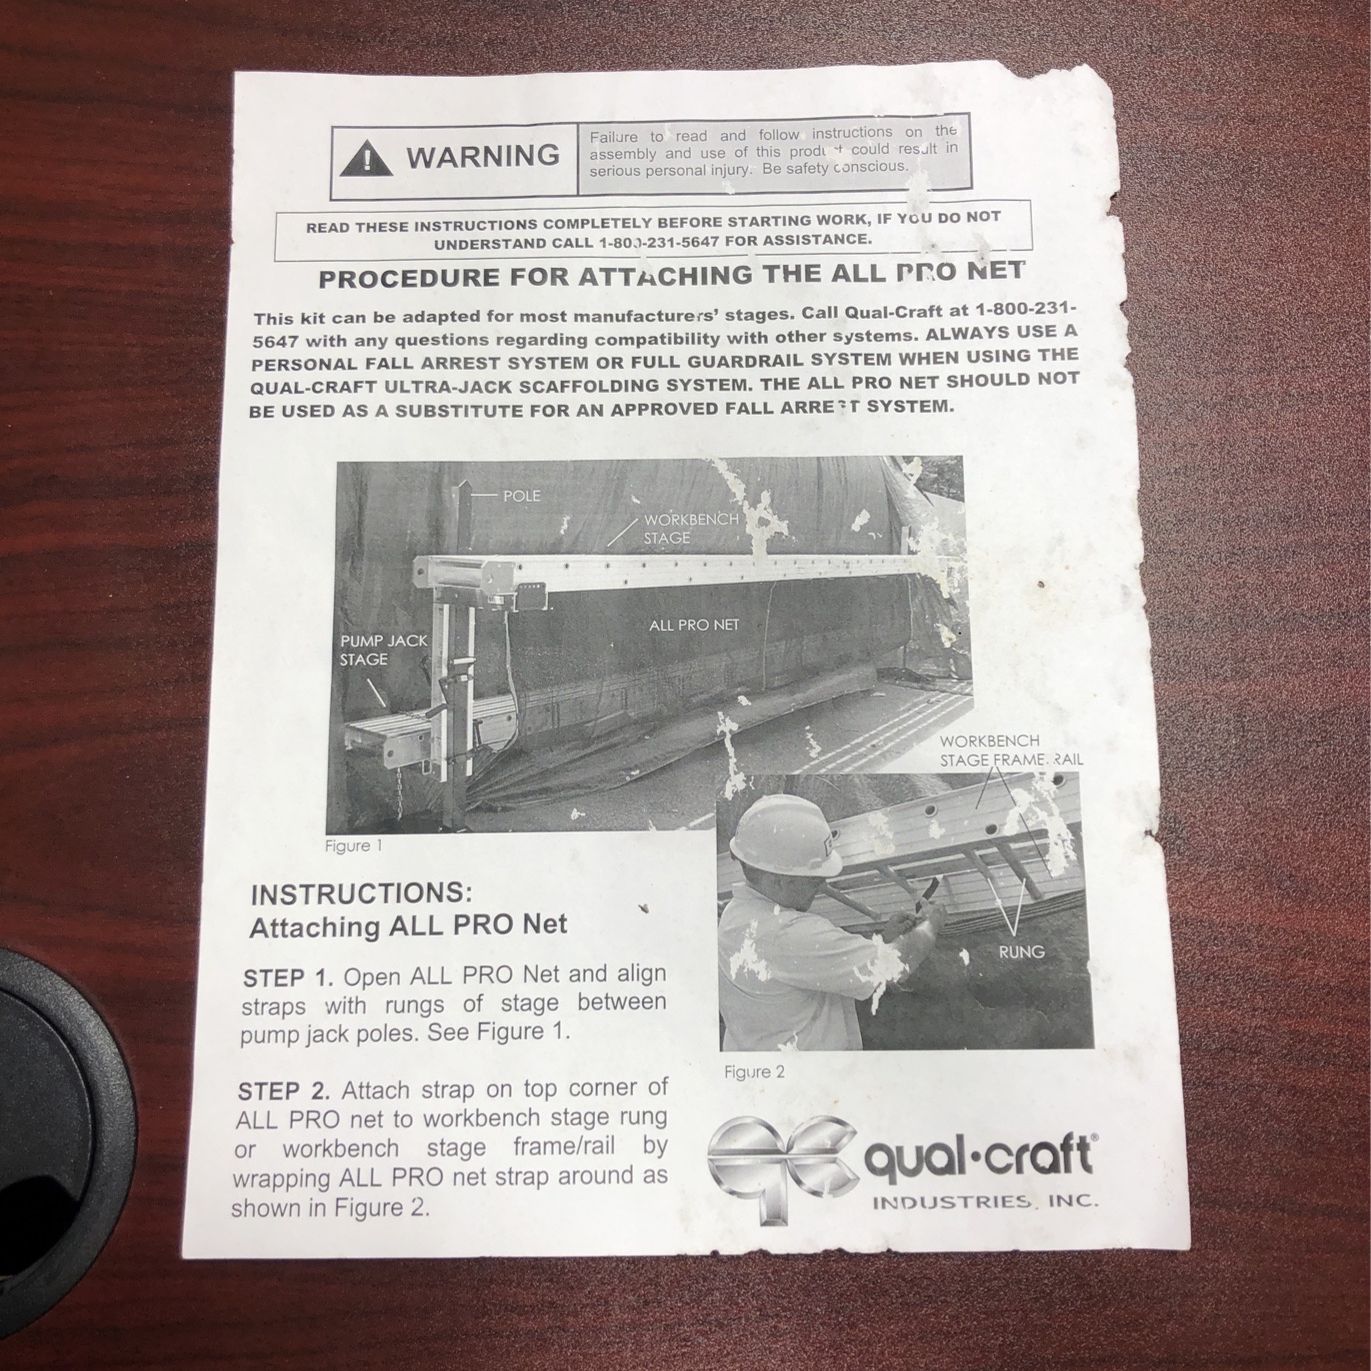 WARNING
Failure to read and follow instructions on the
assembly and use of this product could result in
serious personal injury. Be safety conscious.
READ THESE INSTRUCTIONS COMPLETELY BEFORE STARTING WORK, IF YOU DO NOT
UNDERSTAND CALL 1-800-231-5647 FOR ASSISTANCE.
PROCEDURE FOR ATTACHING THE ALL PRO NET
This kit can be adapted for most manufacturers' stages. Call Qual-Craft at 1-800-231-
5647 with any questions regarding compatibility with other systems. ALWAYS USE A
PERSONAL FALL ARREST SYSTEM OR FULL GUARDRAIL SYSTEM WHEN USING THE
QUAL-CRAFT ULTRA-JACK SCAFFOLDING SYSTEM. THE ALL PRO NET SHOULD NOT
BE USED AS A SUBSTITUTE FOR AN APPROVED FALL ARREST SYSTEM.
POLE
WORKBENCH
STAGE
ALL PRO NET
PUMP JACK
STAGE
WORKBENCH
STAGE FRAME, RAIL
RUNG
Figure 1
INSTRUCTIONS:
Attaching ALL PRO Net
STEP 1. Open ALL PRO Net and align
straps with rungs of stage between
pump jack poles. See Figure 1.
STEP 2. Attach strap on top corner of
ALL PRO net to workbench stage rung
or workbench stage frame/rail by
wrapping ALL PRO net strap around as
shown in Figure 2.
Figure 2
qual•craft®
INDUSTRIES, INC.